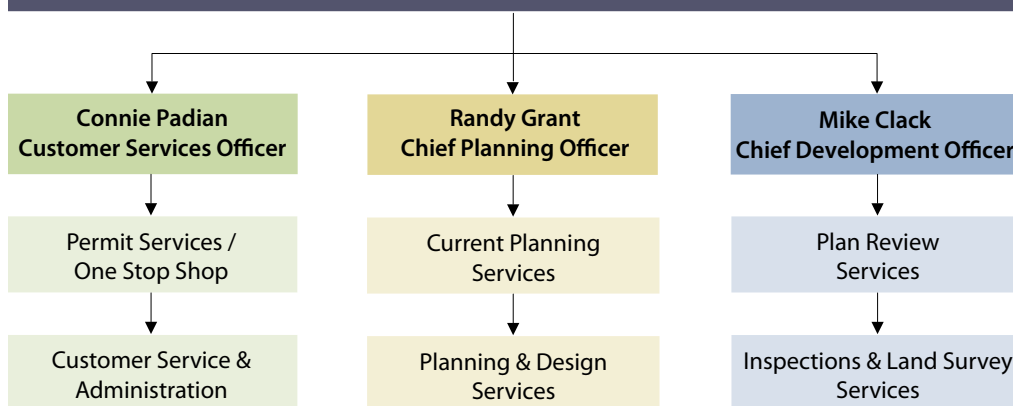 Connie Padian
Customer Services Officer
Randy Grant
Chief Planning Officer
Mike Clack
Chief Development Officer
Permit Services /
One Stop Shop
Current Planning
Services
Plan Review
Services
Customer Service &
Administration
Planning & Design
Services
Inspections & Land Survey
Services